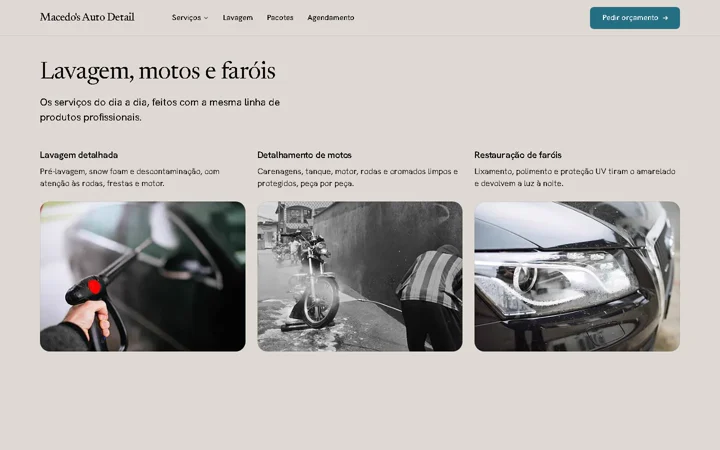 Macedo's Auto Detail
Serviços
Lavagem
Pacotes
Agendamento
Pedir orçamento →
Lavagem, motos e faróis
Os serviços do dia a dia, feitos com a mesma linha de
produtos profissionais.
Lavagem detalhada
Pré-lavagem, snow foam e descontaminação, com
atenção às rodas, frestas e motor.
Detalhamento de motos
Carenagens, tanque, motor, rodas e cromados limpos e
protegidos, peça por peça.
Restauração de faróis
Lixamento, polimento e proteção UV tiram o amarelado
e devolvem a luz à noite.